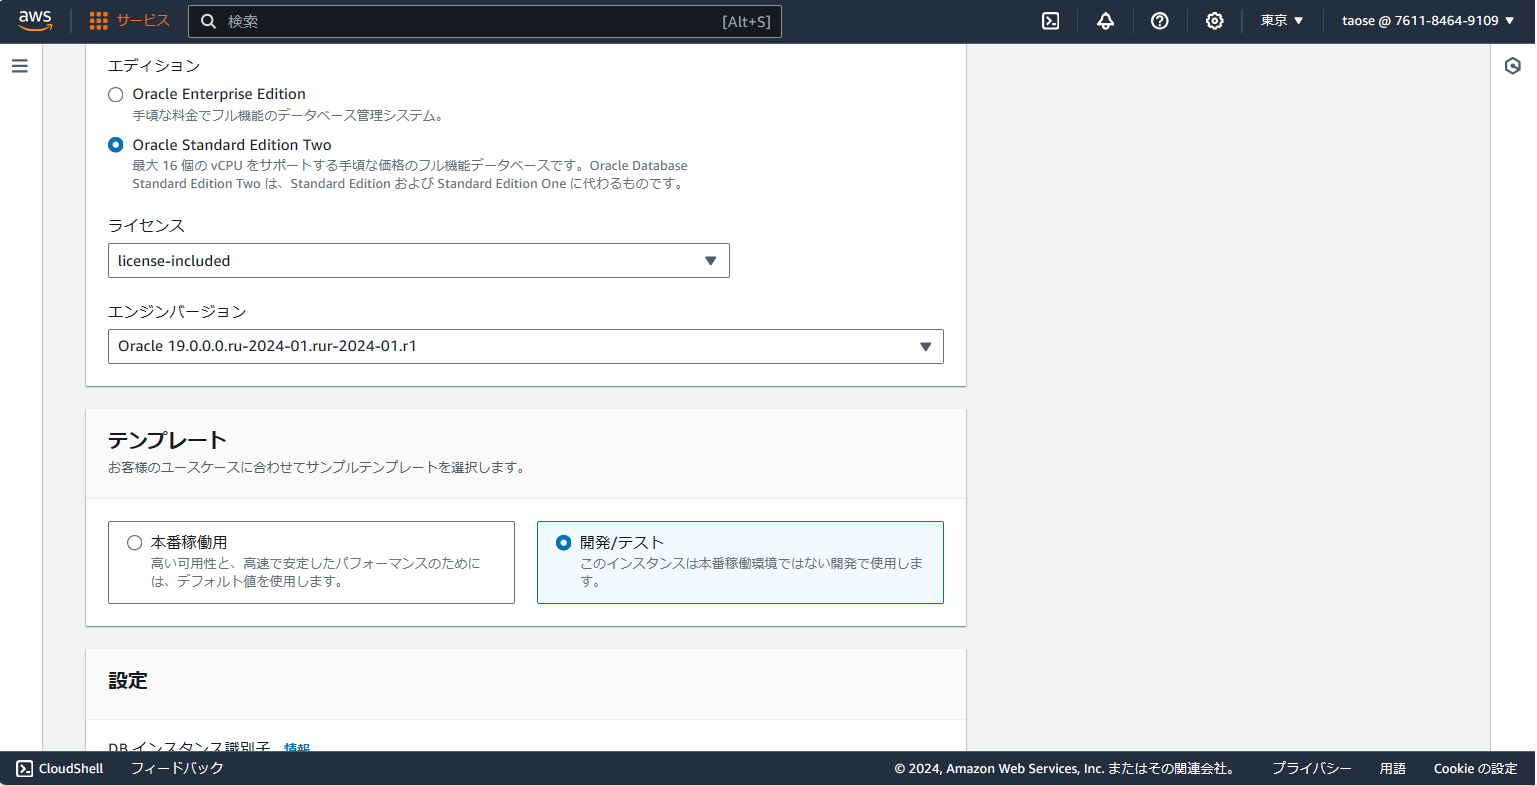 aws
サービス
検索
[Alt+S]
東京 ▼
taose @ 7611-8464-9109 ▼
エディション
Oracle Enterprise Edition
手頃な料金でフル機能のデータベース管理システム。
Oracle Standard Edition Two
最大 16 個の vCPU をサポートする手頃な価格のフル機能データベースです。Oracle Database
Standard Edition Two は、Standard Edition および Standard Edition One に代わるものです。
ライセンス
license-included
エンジンバージョン
Oracle 19.0.0.0.ru-2024-01.rur-2024-01.r1
テンプレート
お客様のユースケースに合わせてサンプルテンプレートを選択します。
本番稼働用
高い可用性と、高速で安定したパフォーマンスのために
は、デフォルト値を使用します。
開発/テスト
このインスタンスは本番稼働環境ではない開発で使用しま
す。
設定
DB インスタンス識別子 情報
CloudShell
フィードバック
© 2024, Amazon Web Services, Inc. またはその関連会社。
プライバシー
用語
Cookie の設定